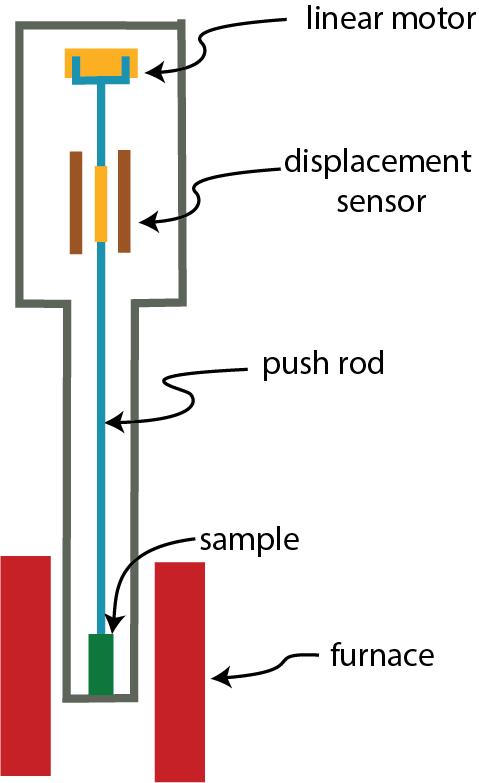 linear motor
displacement
sensor
push rod
sample
furnace